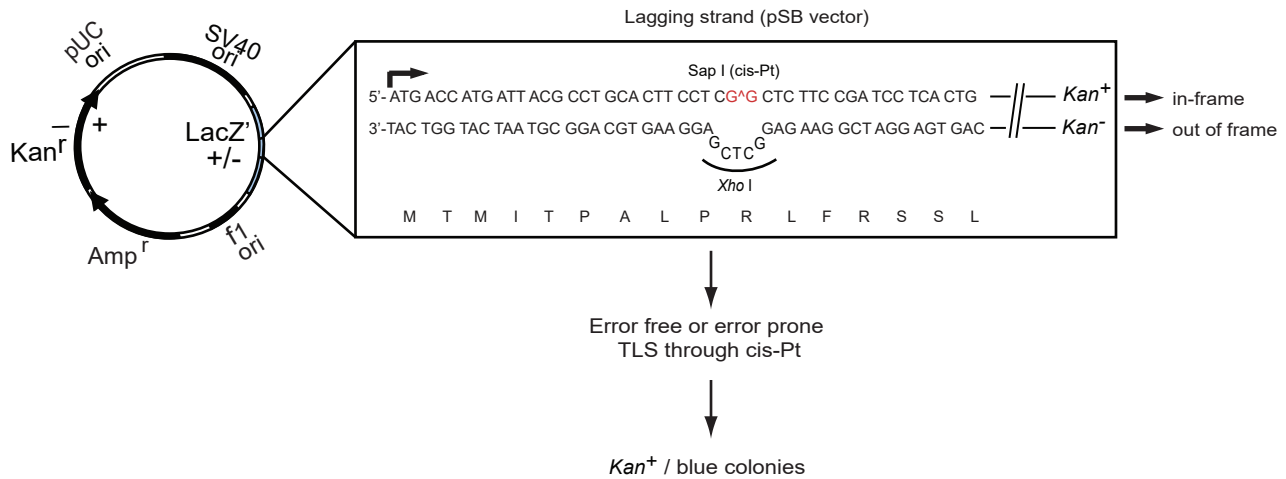 Lagging strand (pSB vector)
pUC
ori
SV40
ori
Sap I (cis-Pt)
5'- ATG ACC ATG ATT ACG CCT GCA CTT CCT CG^G CTC TTC CGA TCC TCA CTG
Kan+
in-frame
3'-TAC TGG TAC TAA TGC GGA CGT GAA GGA GAG AAG GCT AGG AGT GAC
Kan-
out of frame
GCTCG
Xho I
LacZ'
+/-
Kanr
–
+
M T M I T P A L P R L F R S S L
Amp r
f1
ori
Error free or error prone
TLS through cis-Pt
Kan+ / blue colonies